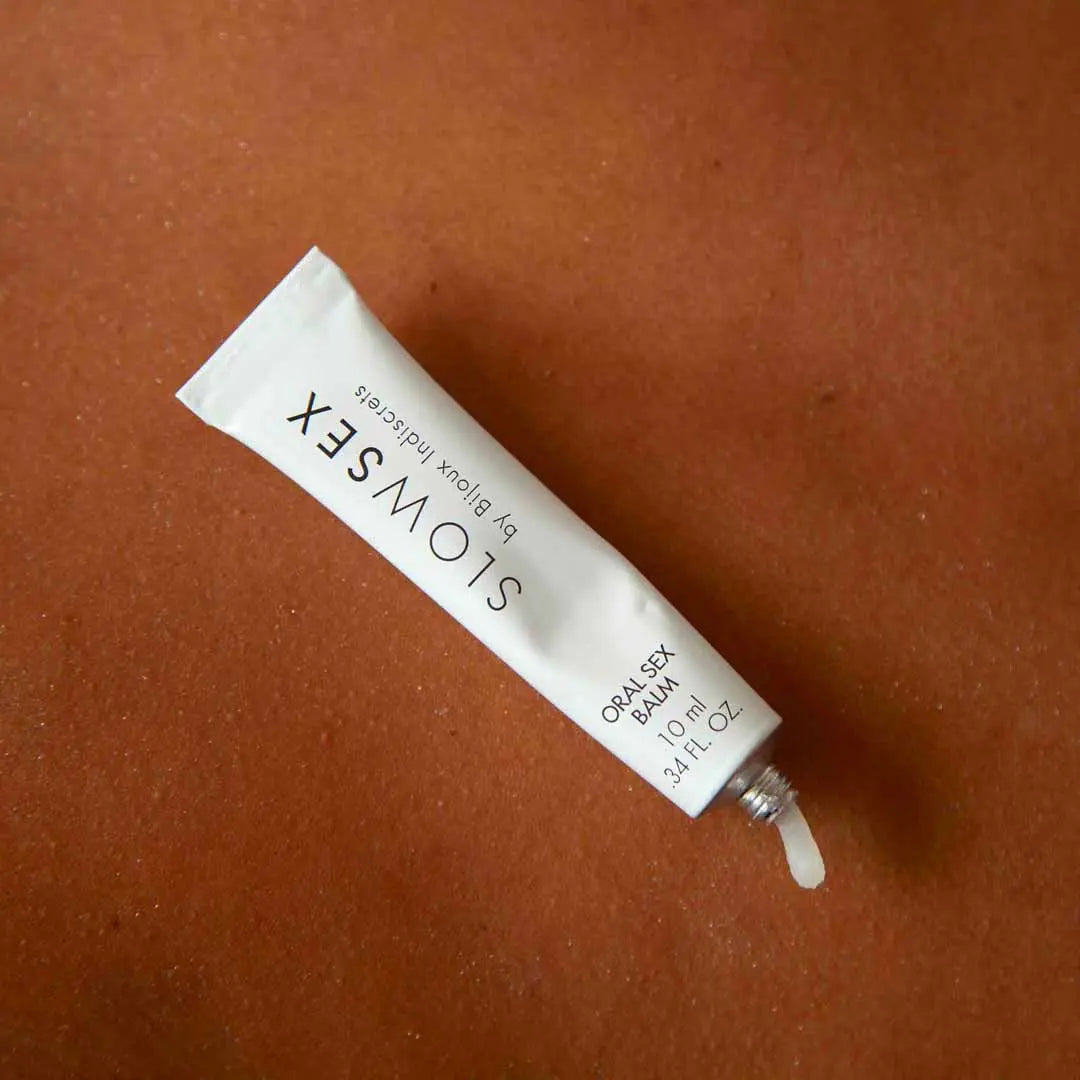 SLOWSEX
by Bijoux Indiscrets
ORAL SEX
BALM
10 ml
.34 FL. OZ.